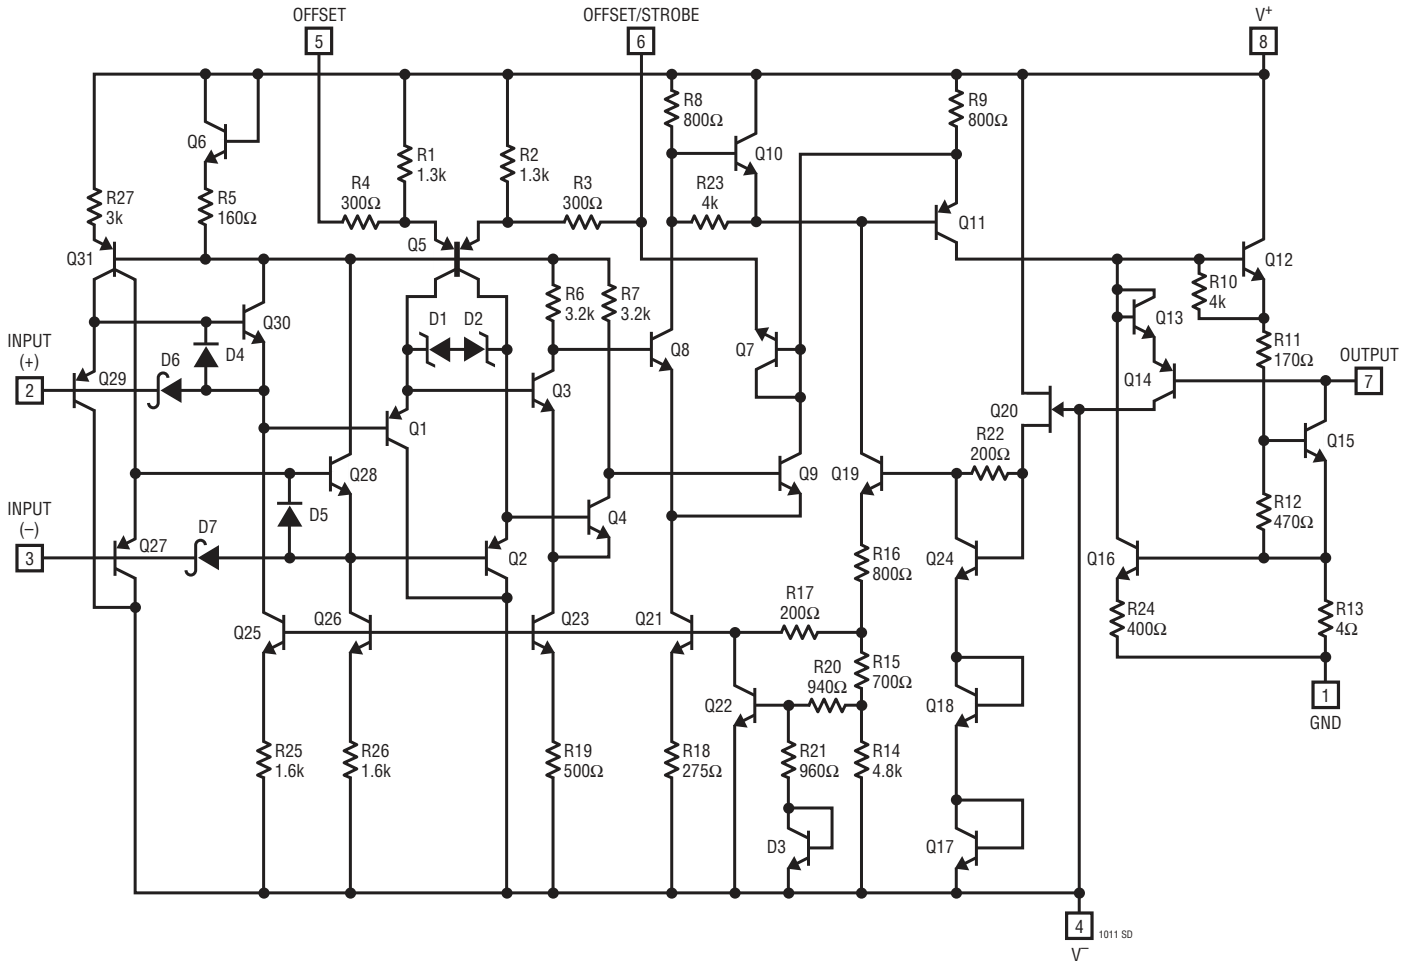 OFFSET
5
OFFSET/STROBE
6
V+
8
Q6
R27
3k
R5
160Ω
R4
300Ω
R1
1.3k
R2
1.3k
R3
300Ω
R8
800Ω
Q10
R23
4k
R9
800Ω
Q11
Q31
Q5
Q12
Q30
D4
D6
INPUT
(+)
2
Q29
D1
D2
R6
3.2k
R7
3.2k
Q8
Q7
R10
4k
Q13
R11
170Ω
OUTPUT
7
Q14
Q20
Q3
Q1
Q28
R22
200Ω
Q15
Q9
Q19
INPUT
(–)
3
D5
D7
Q27
Q4
Q2
R12
470Ω
Q24
Q16
R16
800Ω
R24
400Ω
R13
4Ω
Q25
Q26
Q23
Q21
R17
200Ω
R15
700Ω
R20
940Ω
Q22
Q18
1
GND
R25
1.6k
R26
1.6k
R19
500Ω
R18
275Ω
R21
960Ω
R14
4.8k
D3
Q17
4
1011 SD
V–